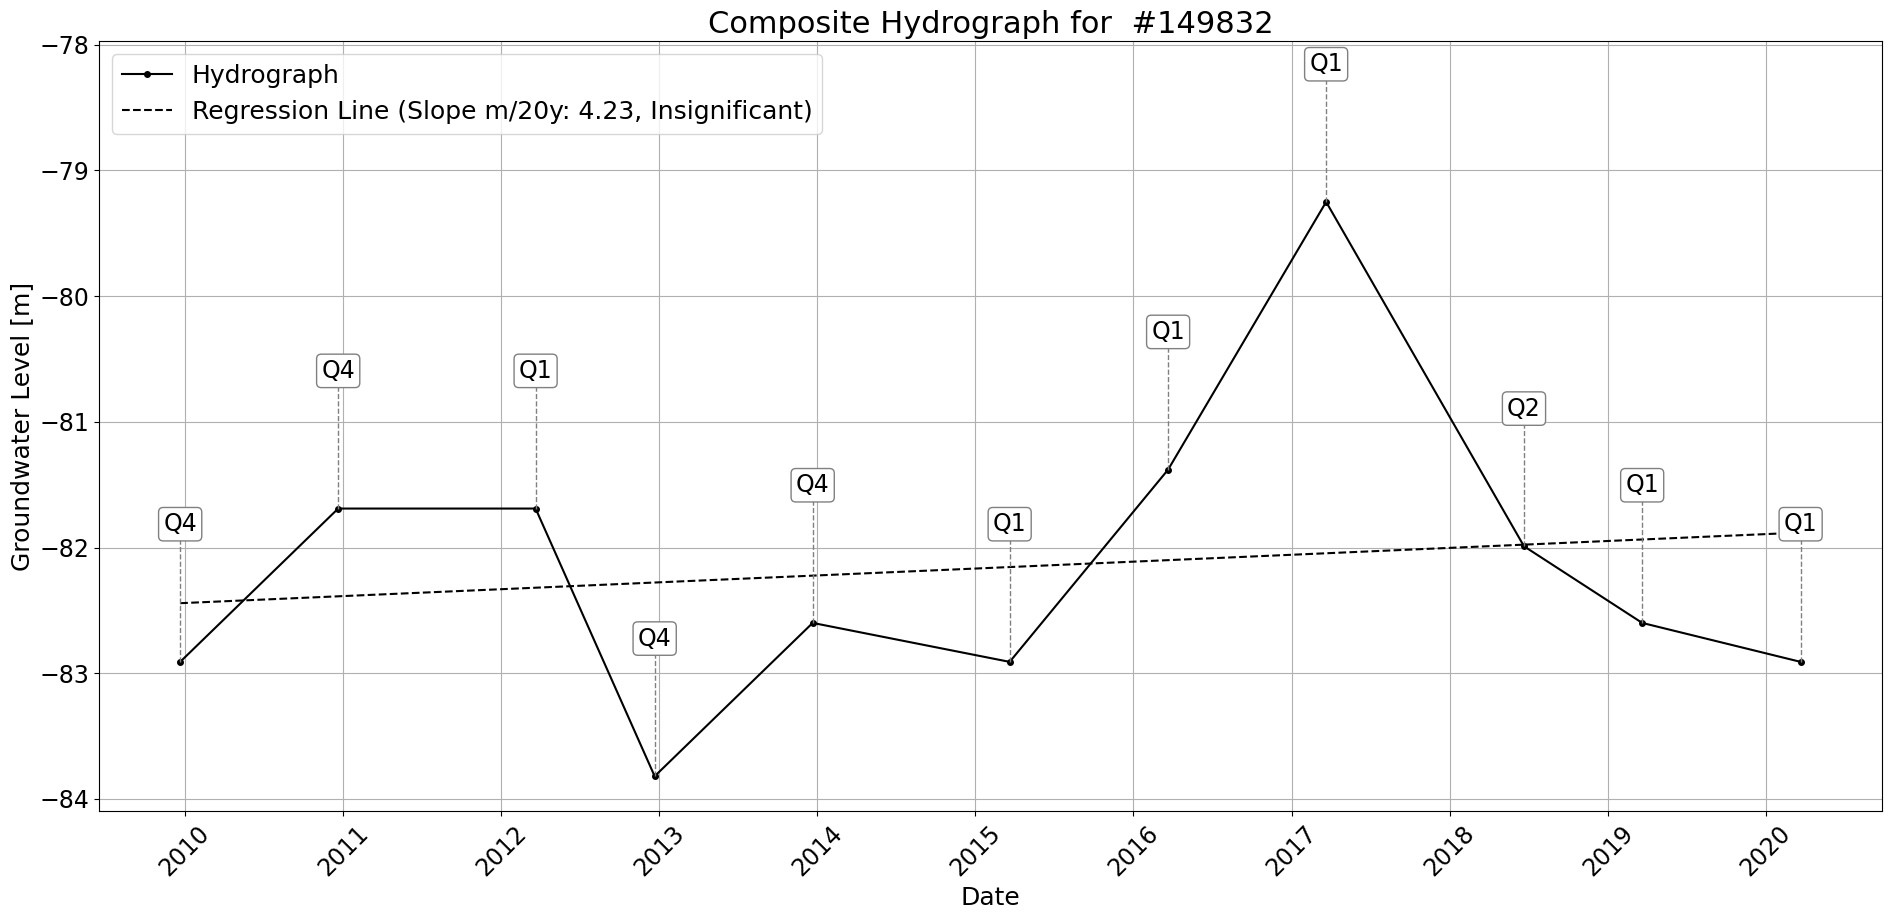 Composite Hydrograph for  #149832
Hydrograph
Regression Line (Slope m/20y: 4.23, Insignificant)
Groundwater Level [m]
−78
−79
−80
−81
−82
−83
−84
Q4
Q4
Q1
Q4
Q4
Q1
Q1
Q1
Q2
Q1
Q1
2010
2011
2012
2013
2014
2015
2016
2017
2018
2019
2020
Date